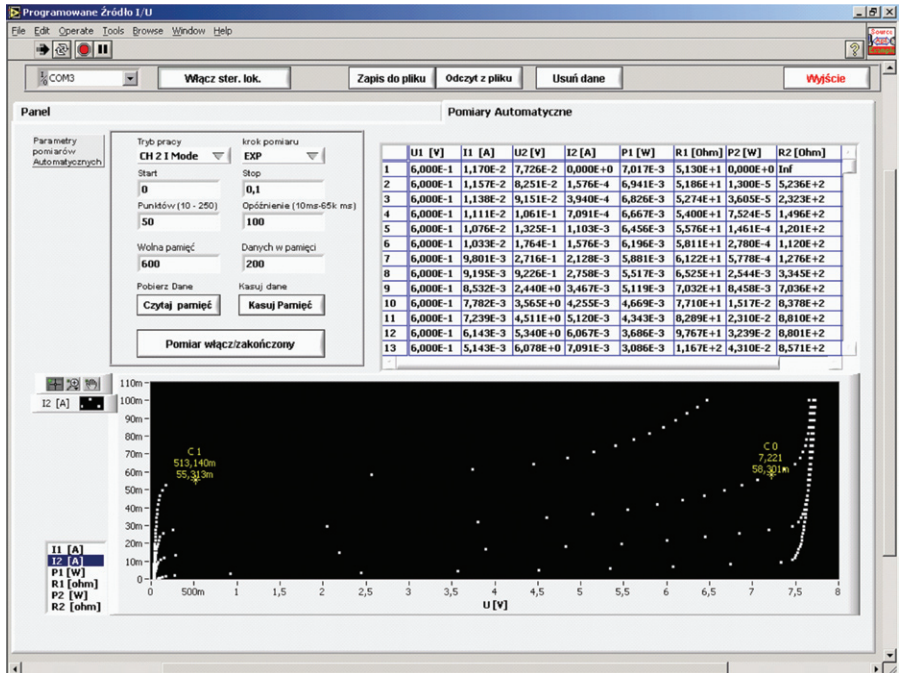 Programowane Źródło I/U
File Edit Operate Tools Browse Window Help
Source
Example
COM3 Włącz ster. lok. Zapis do pliku Odczyt z pliku Usuń dane Wyjście
Panel Pomiary Automatyczne
Parametry
pomiarów
Automatycznych
Tryb pracy krok pomiaru
CH 2 I Mode EXP
Start Stop
0 0,1
Punktów (10 - 250) Opóźnienie (10ms-65k ms)
50 100
Wolna pamięć Danych w pamięci
600 200
Pobierz Dane Kasuj dane
Czytaj pamięć Kasuj Pamięć
Pomiar włącz/zakończony
U1 [V] I1 [A] U2 [V] I2 [A] P1 [W] R1 [Ohm] P2 [W] R2 [Ohm]
1 6,000E-1 1,170E-2 7,726E-2 0,000E+0 7,017E-3 5,130E+1 0,000E+0 Inf
2 6,000E-1 1,157E-2 8,251E-2 1,576E-4 6,941E-3 5,186E+1 1,300E-5 5,236E+2
3 6,000E-1 1,138E-2 9,151E-2 3,940E-4 6,826E-3 5,274E+1 3,605E-5 2,323E+2
4 6,000E-1 1,111E-2 1,061E-1 7,091E-4 6,667E-3 5,400E+1 7,524E-5 1,496E+2
5 6,000E-1 1,076E-2 1,325E-1 1,103E-3 6,456E-3 5,576E+1 1,461E-4 1,201E+2
6 6,000E-1 1,033E-2 1,764E-1 1,576E-3 6,196E-3 5,811E+1 2,780E-4 1,120E+2
7 6,000E-1 9,801E-3 2,716E-1 2,128E-3 5,881E-3 6,122E+1 5,778E-4 1,276E+2
8 6,000E-1 9,195E-3 9,226E-1 2,758E-3 5,517E-3 6,525E+1 2,544E-3 3,345E+2
9 6,000E-1 8,532E-3 2,440E+0 3,467E-3 5,119E-3 7,032E+1 8,458E-3 7,036E+2
10 6,000E-1 7,782E-3 3,565E+0 4,255E-3 4,669E-3 7,710E+1 1,517E-2 8,378E+2
11 6,000E-1 7,239E-3 4,511E+0 5,120E-3 4,343E-3 8,289E+1 2,310E-2 8,810E+2
12 6,000E-1 6,143E-3 5,340E+0 6,067E-3 3,686E-3 9,767E+1 3,239E-2 8,801E+2
13 6,000E-1 5,143E-3 6,078E+0 7,091E-3 3,086E-3 1,167E+2 4,310E-2 8,571E+2
I2 [A]
110m
100m
90m
80m
70m
60m
50m
40m
30m
20m
10m
0
C 1
513,140m
55,313m
C 0
7,221
58,301m
I1 [A]
I2 [A]
P1 [W]
R1 [ohm]
P2 [W]
R2 [ohm]
0 500m 1 1,5 2 2,5 3 3,5 4 4,5 5 5,5 6 6,5 7 7,5 8
U [V]